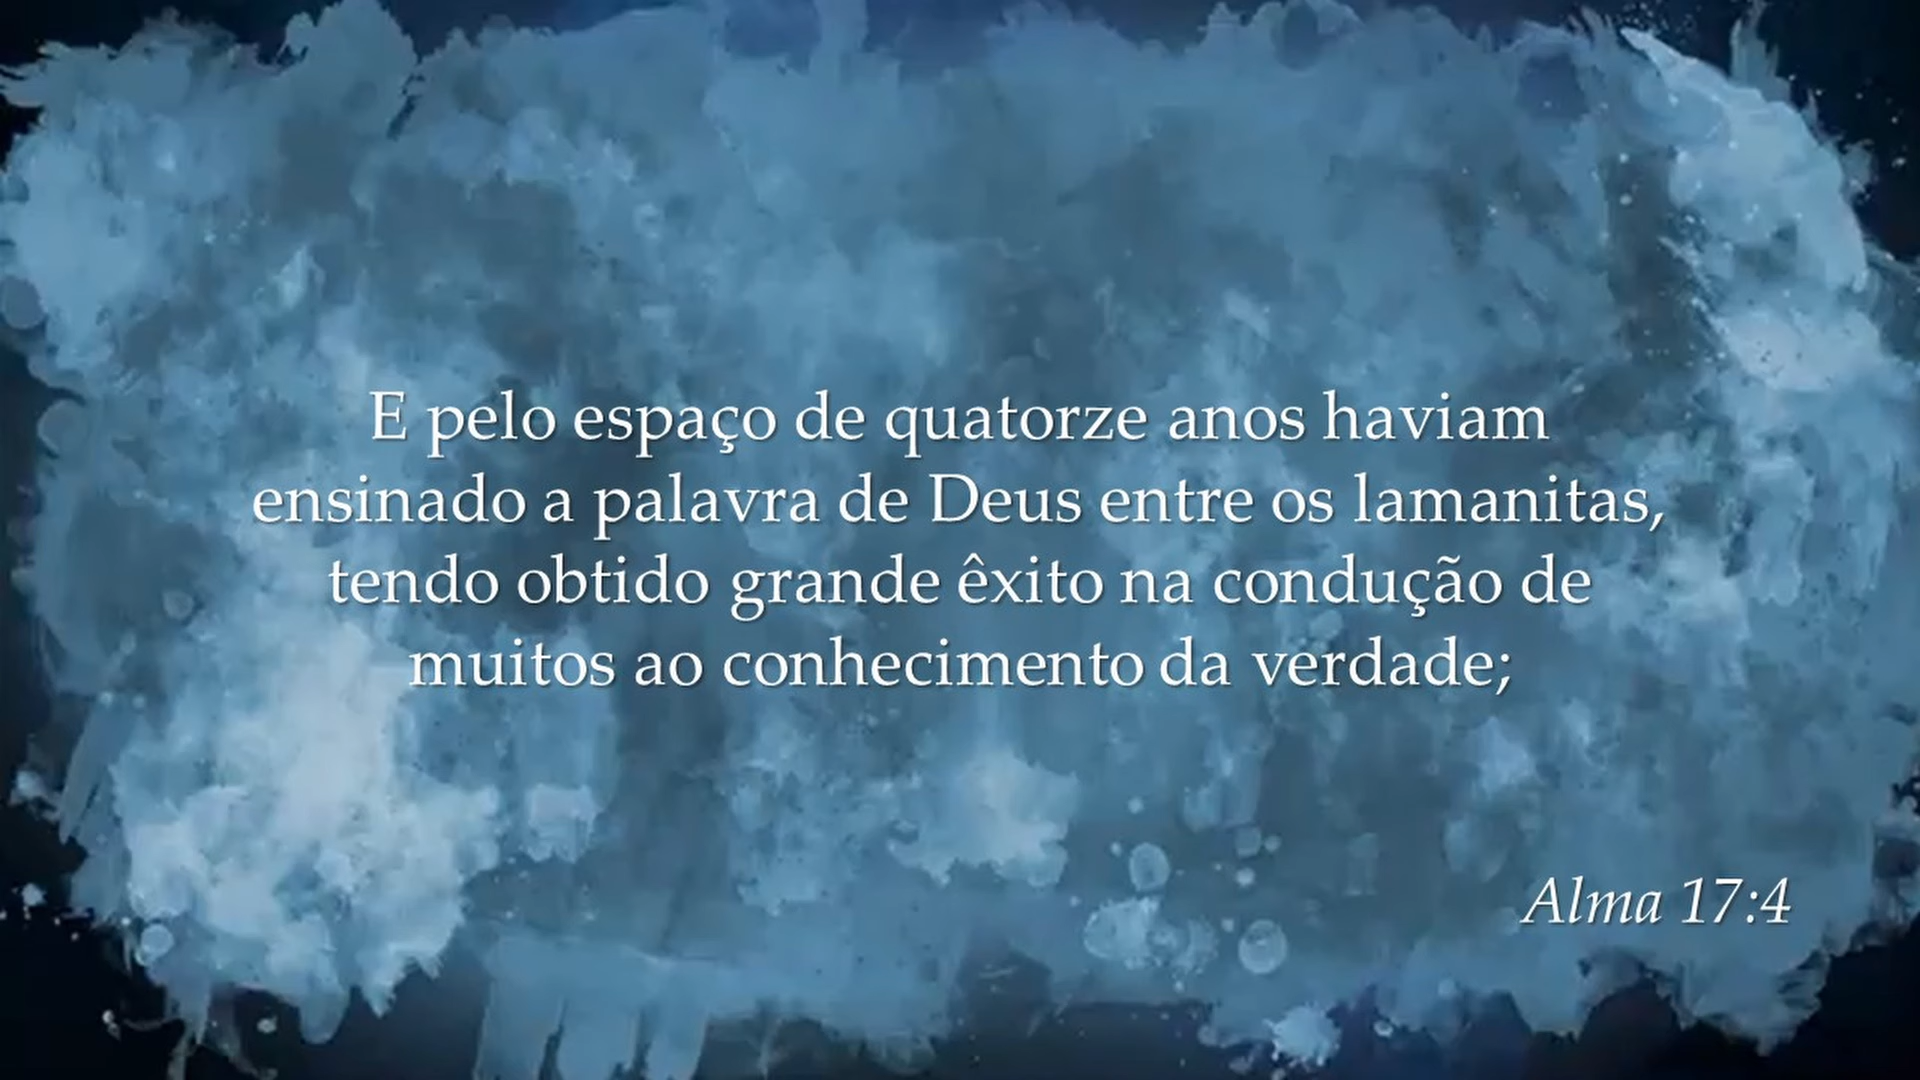 E pelo espaço de quatorze anos haviam
ensinado a palavra de Deus entre os lamanitas,
tendo obtido grande êxito na condução de
muitos ao conhecimento da verdade;
Alma 17:4